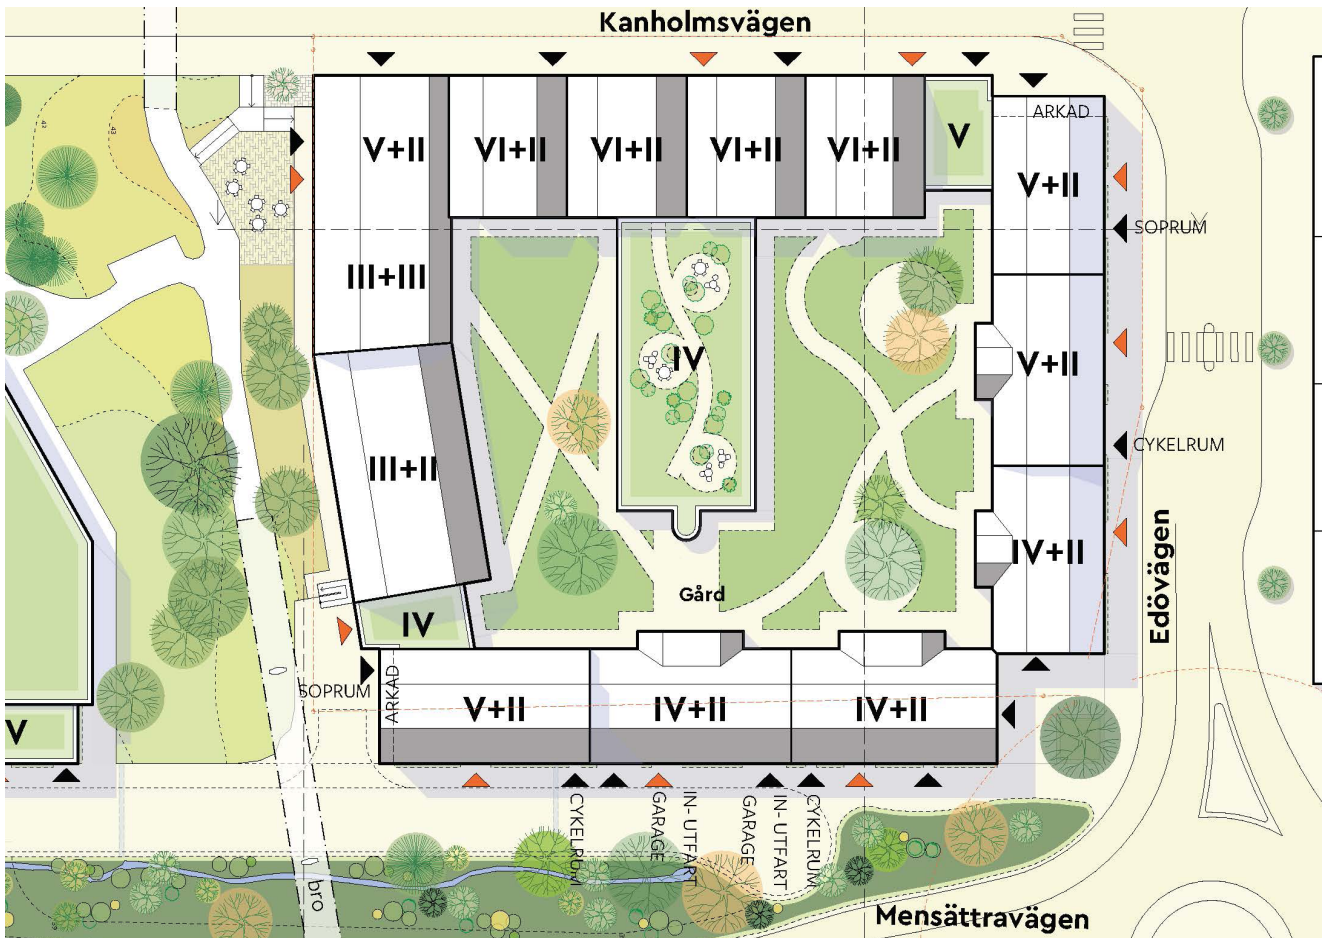 Kanholmsvägen
ARKAD
V+II
VI+II
VI+II
VI+II
VI+II
V
V+II
SOPRUM
III+III
IV
V+II
III+II
CYKELRUM
IV+II
Edövägen
Gård
IV
SOPRUM
ARKAD
V+II
IV+II
IV+II
V
CYKELRUM
GARAGE
IN- UTFART
GARAGE
IN- UTFART
CYKELRUM
bro
Mensättravägen